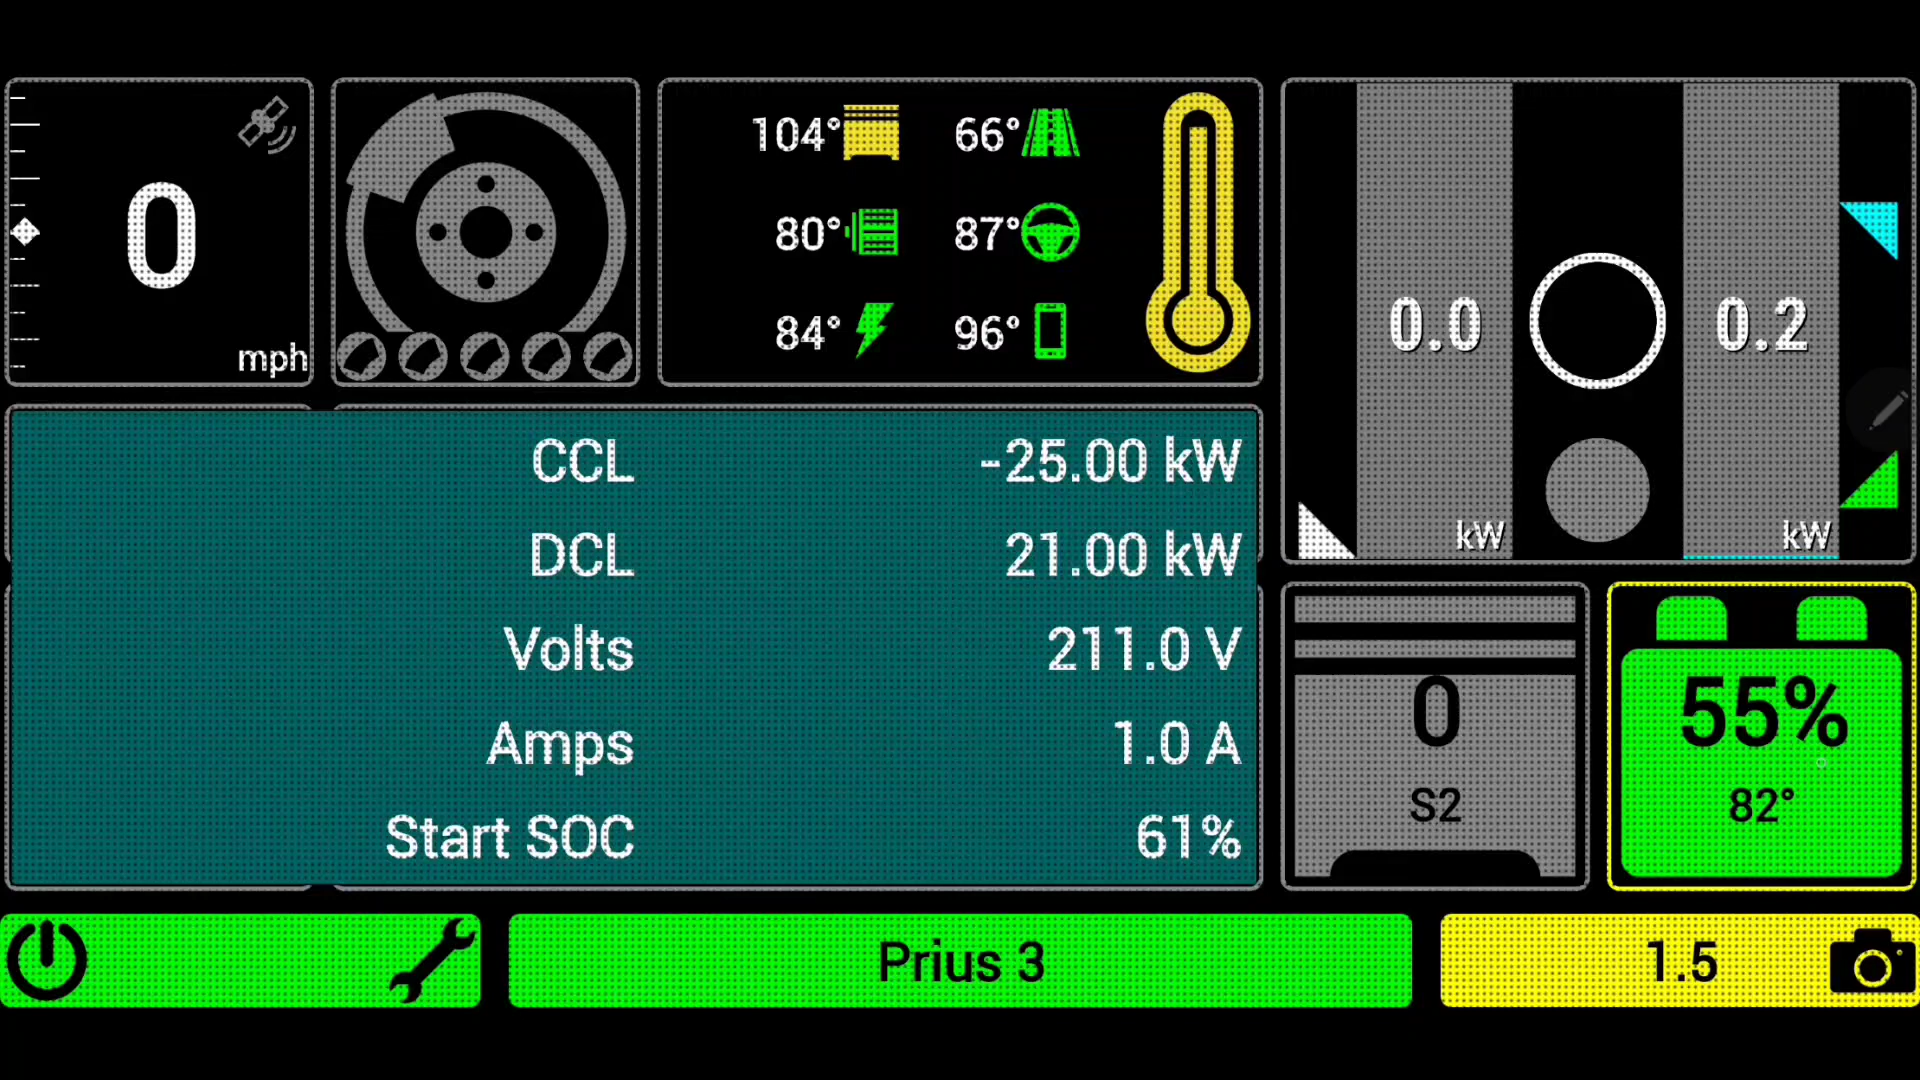 0
mph
104°
66°
80°
87°
84°
96°
0.0
kW
0.2
kW
CCL -25.00 kW
DCL 21.00 kW
Volts 211.0 V
Amps 1.0 A
Start SOC 61%
0
S2
55%
82°
Prius 3
1.5